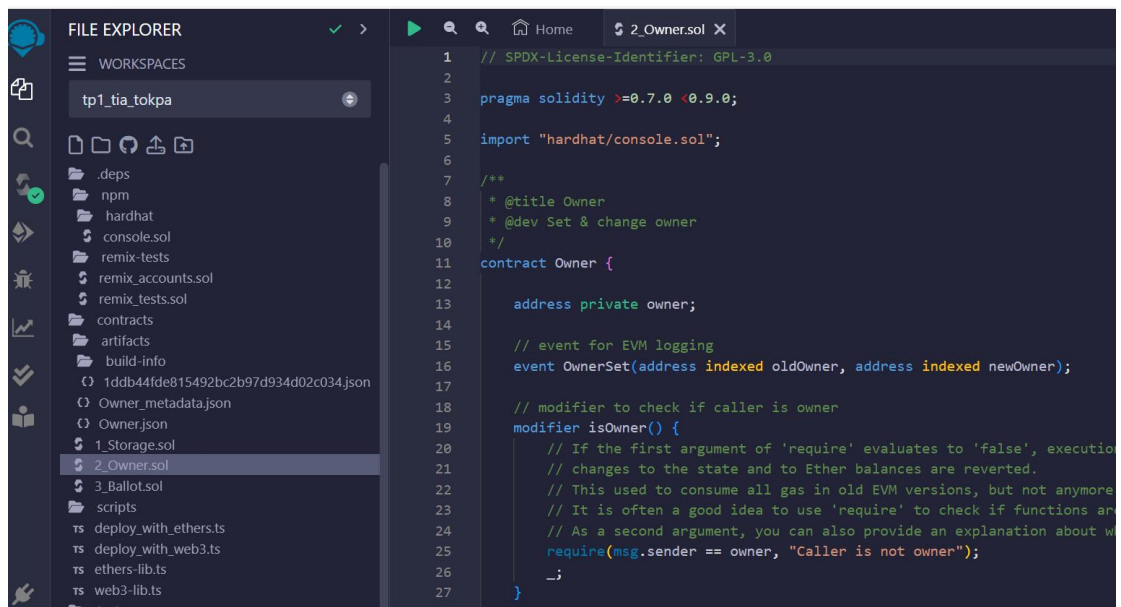 FILE EXPLORER
WORKSPACES
tp1_tia_tokpa
.deps
npm
hardhat
console.sol
remix-tests
remix_accounts.sol
remix_tests.sol
contracts
artifacts
build-info
1ddb44fde815492bc2b97d934d02c034.json
Owner_metadata.json
Owner.json
1_Storage.sol
2_Owner.sol
3_Ballot.sol
scripts
TS deploy_with_ethers.ts
TS deploy_with_web3.ts
TS ethers-lib.ts
TS web3-lib.ts
Home
2_Owner.sol
1 // SPDX-License-Identifier: GPL-3.0
2
3 pragma solidity >=0.7.0 <0.9.0;
4
5 import "hardhat/console.sol";
6
7 /**
8 * @title Owner
9 * @dev Set & change owner
10 */
11 contract Owner {
12
13 address private owner;
14
15 // event for EVM logging
16 event OwnerSet(address indexed oldOwner, address indexed newOwner);
17
18 // modifier to check if caller is owner
19 modifier isOwner() {
20 // If the first argument of 'require' evaluates to 'false', execution
21 // changes to the state and to Ether balances are reverted.
22 // This used to consume all gas in old EVM versions, but not anymore
23 // It is often a good idea to use 'require' to check if functions are
24 // As a second argument, you can also provide an explanation about
25 require(msg.sender == owner, "Caller is not owner");
26 _;
27 }